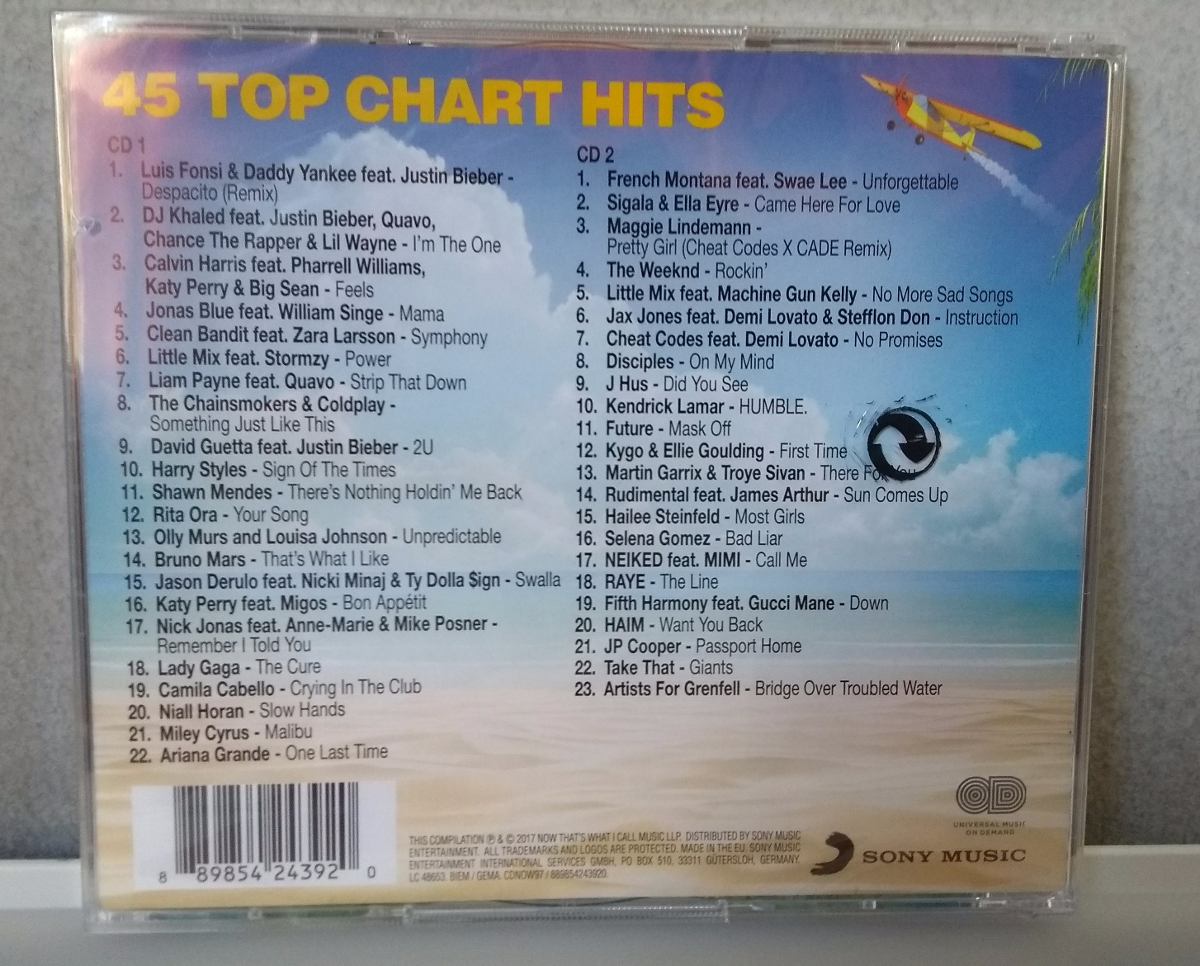 45 TOP CHART HITS
CD 1
1. Luis Fonsi & Daddy Yankee feat. Justin Bieber -
Despacito (Remix)
2. DJ Khaled feat. Justin Bieber, Quavo,
Chance The Rapper & Lil Wayne - I'm The One
3. Calvin Harris feat. Pharrell Williams,
Katy Perry & Big Sean - Feels
4. Jonas Blue feat. William Singe - Mama
5. Clean Bandit feat. Zara Larsson - Symphony
6. Little Mix feat. Stormzy - Power
7. Liam Payne feat. Quavo - Strip That Down
8. The Chainsmokers & Coldplay -
Something Just Like This
9. David Guetta feat. Justin Bieber - 2U
10. Harry Styles - Sign Of The Times
11. Shawn Mendes - There's Nothing Holdin' Me Back
12. Rita Ora - Your Song
13. Olly Murs and Louisa Johnson - Unpredictable
14. Bruno Mars - That's What I Like
15. Jason Derulo feat. Nicki Minaj & Ty Dolla $ign - Swalla
16. Katy Perry feat. Migos - Bon Appétit
17. Nick Jonas feat. Anne-Marie & Mike Posner -
Remember I Told You
18. Lady Gaga - The Cure
19. Camila Cabello - Crying In The Club
20. Niall Horan - Slow Hands
21. Miley Cyrus - Malibu
22. Ariana Grande - One Last Time
CD 2
1. French Montana feat. Swae Lee - Unforgettable
2. Sigala & Ella Eyre - Came Here For Love
3. Maggie Lindemann -
Pretty Girl (Cheat Codes X CADE Remix)
4. The Weeknd - Rockin'
5. Little Mix feat. Machine Gun Kelly - No More Sad Songs
6. Jax Jones feat. Demi Lovato & Stefflon Don - Instruction
7. Cheat Codes feat. Demi Lovato - No Promises
8. Disciples - On My Mind
9. J Hus - Did You See
10. Kendrick Lamar - HUMBLE.
11. Future - Mask Off
12. Kygo & Ellie Goulding - First Time
13. Martin Garrix & Troye Sivan - There For You
14. Rudimental feat. James Arthur - Sun Comes Up
15. Hailee Steinfeld - Most Girls
16. Selena Gomez - Bad Liar
17. NEIKED feat. MIMI - Call Me
18. RAYE - The Line
19. Fifth Harmony feat. Gucci Mane - Down
20. HAIM - Want You Back
21. JP Cooper - Passport Home
22. Take That - Giants
23. Artists For Grenfell - Bridge Over Troubled Water
8 89854 24392 0
THIS COMPILATION ℗ & © 2017 NOW THAT'S WHAT I CALL MUSIC LLP. DISTRIBUTED BY SONY MUSIC
ENTERTAINMENT. ALL TRADEMARKS AND LOGOS ARE PROTECTED. MADE IN THE EU. SONY MUSIC
ENTERTAINMENT INTERNATIONAL SERVICES GMBH, PO BOX 510, 33311 GÜTERSLOH, GERMANY.
LC 48653. BIEM / GEMA. CDNOW97 / 889854243920.
OD
UNIVERSAL MUSIC
ON DEMAND
SONY MUSIC